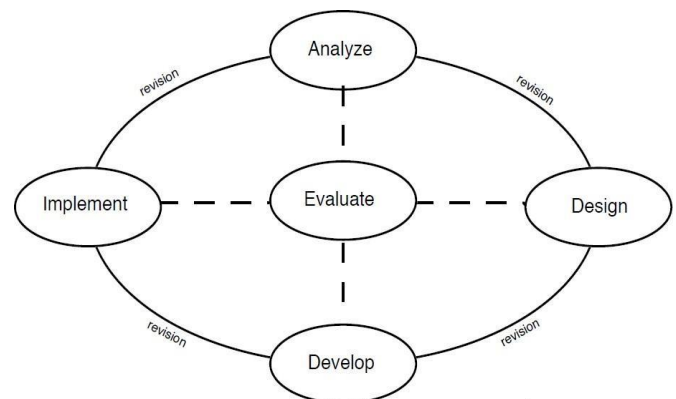 Analyze
revision
revision
Implement
Evaluate
Design
revision
revision
Develop